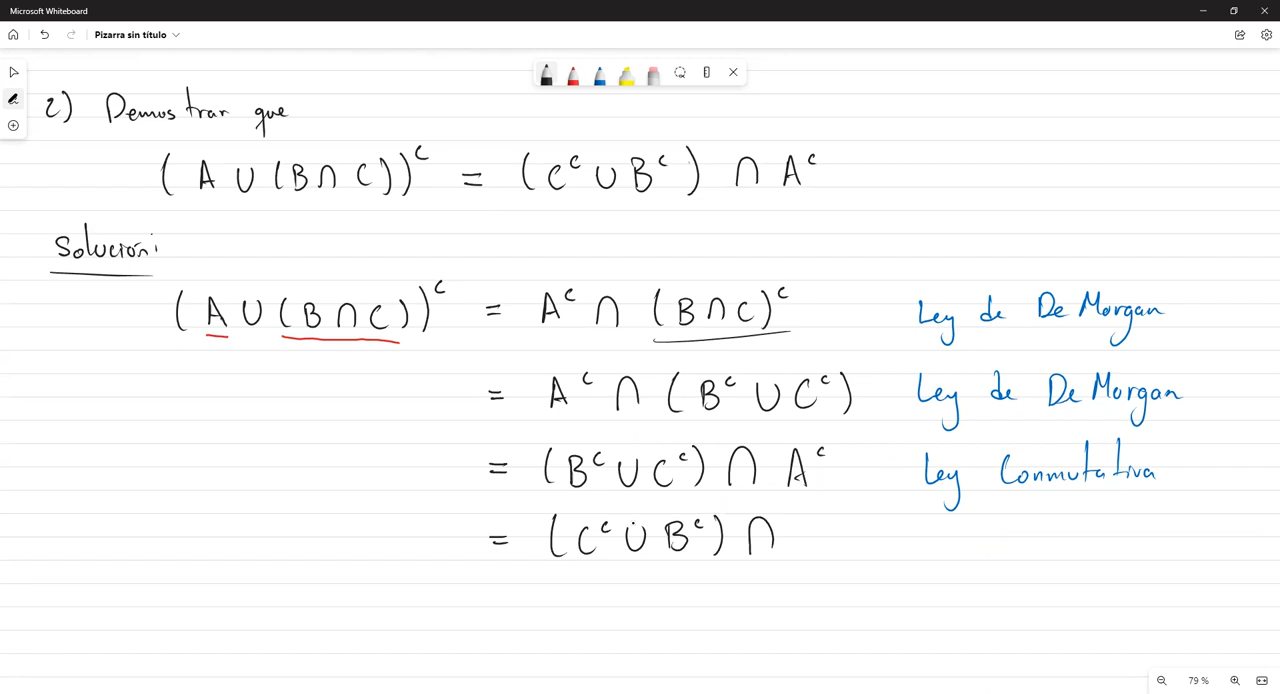 Microsoft Whiteboard
Pizarra sin título
2) Demostrar que
(A ∪ (B ∩ C))ᶜ = (Cᶜ ∪ Bᶜ) ∩ Aᶜ
Solución:
(A ∪ (B ∩ C))ᶜ = Aᶜ ∩ (B ∩ C)ᶜ Ley de De Morgan
= Aᶜ ∩ (Bᶜ ∪ Cᶜ) Ley de De Morgan
= (Bᶜ ∪ Cᶜ) ∩ Aᶜ Ley Conmutativa
= (Cᶜ ∪ Bᶜ) ∩
79 %